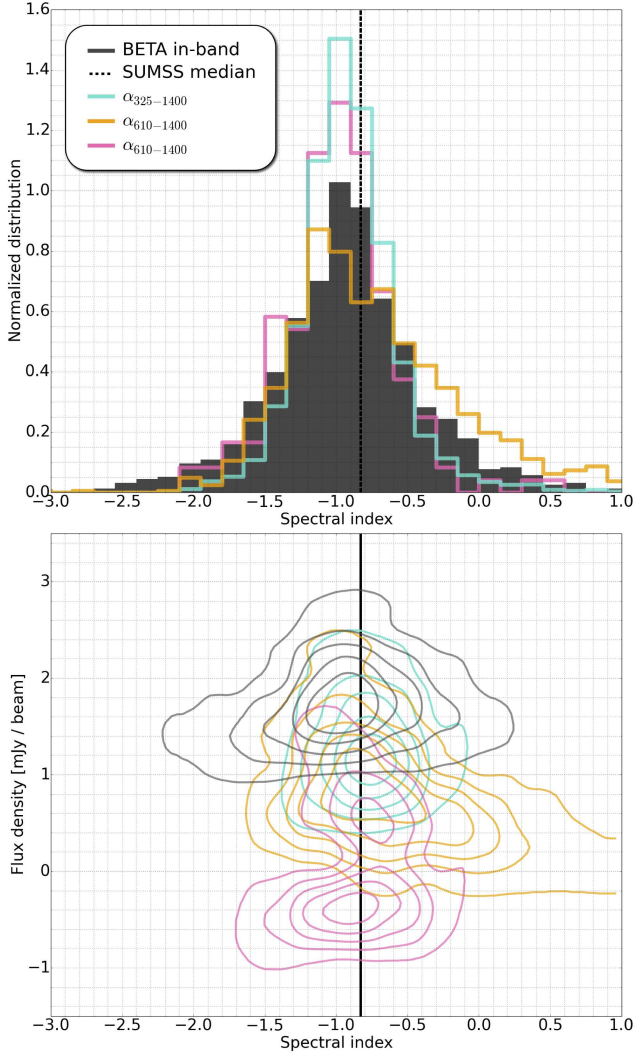 1.6
1.4
1.2
1.0
0.8
0.6
0.4
0.2
0.0
Normalized distribution
BETA in-band
SUMSS median
α325−1400
α610−1400
α610−1400
−3.0 −2.5 −2.0 −1.5 −1.0 −0.5 0.0 0.5 1.0
Spectral index
3
2
1
0
−1
Flux density [mJy / beam]
−3.0 −2.5 −2.0 −1.5 −1.0 −0.5 0.0 0.5 1.0
Spectral index